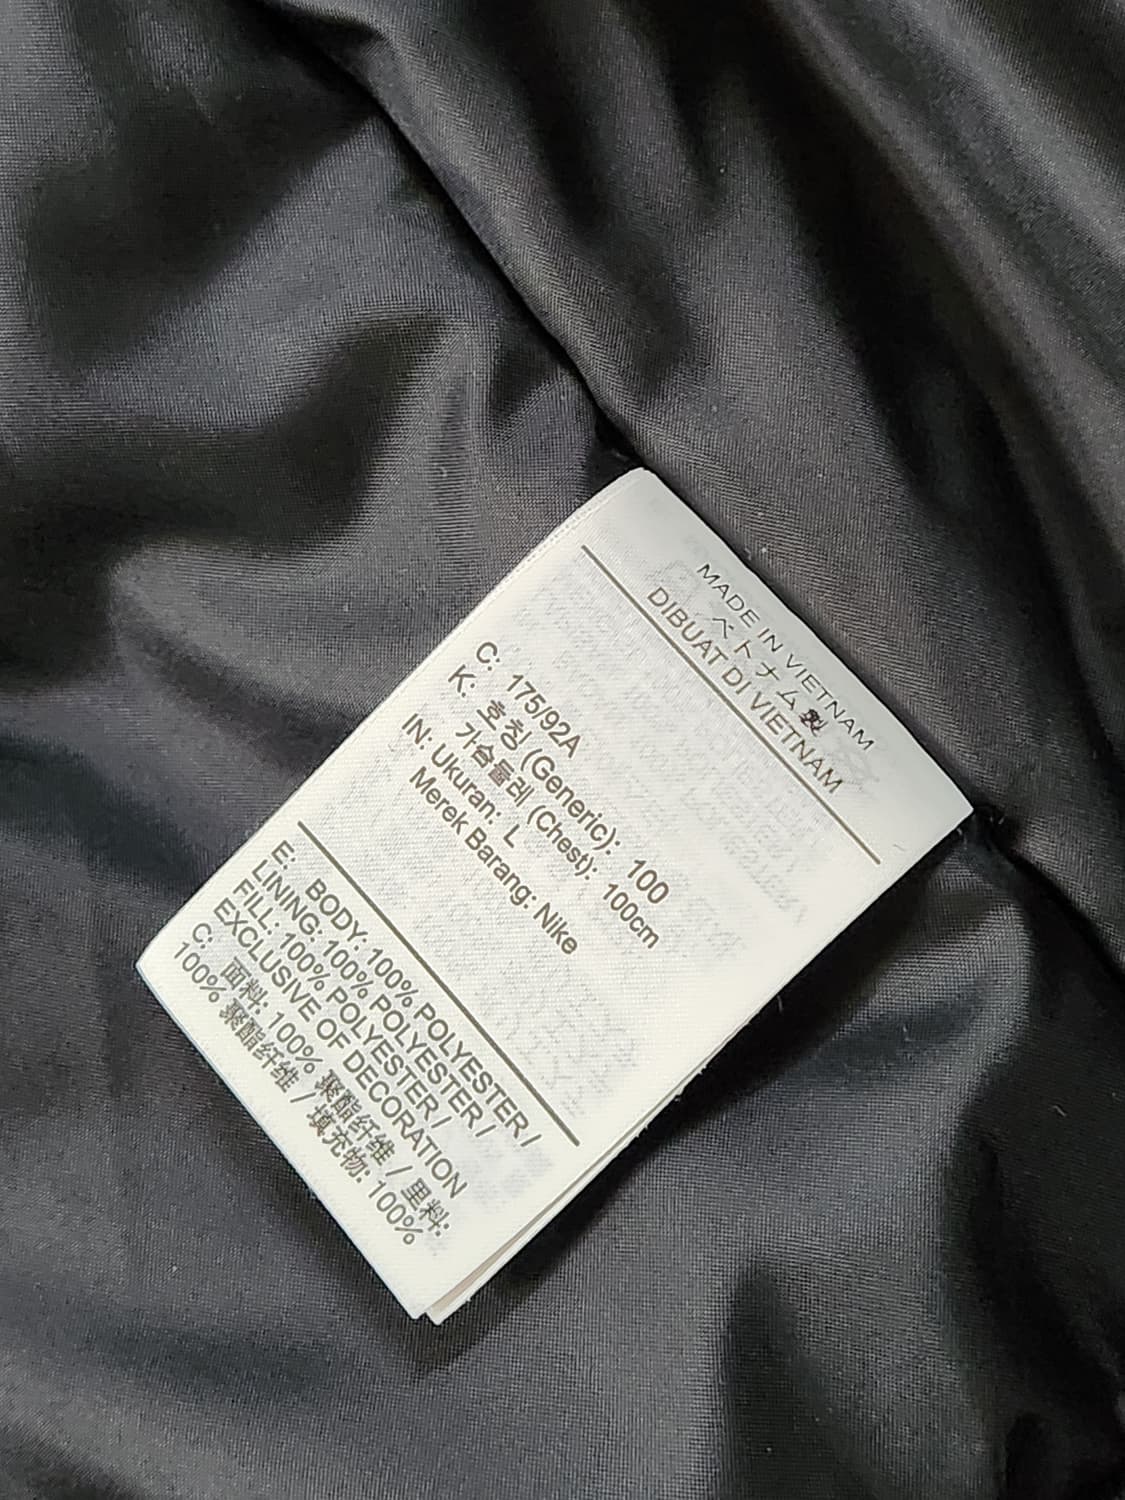 MADE IN VIETNAM
ベトナム製
DIBUAT DI VIETNAM
C: 175/92A
K: 호칭 (Generic): 100
가슴둘레 (Chest): 100cm
IN: Ukuran: L
Merek Barang: Nike
E: BODY: 100% POLYESTER /
LINING: 100% POLYESTER /
FILL: 100% POLYESTER /
EXCLUSIVE OF DECORATION
C: 面料: 100% 聚酯纤维 / 里料:
100% 聚酯纤维 / 填充物: 100%